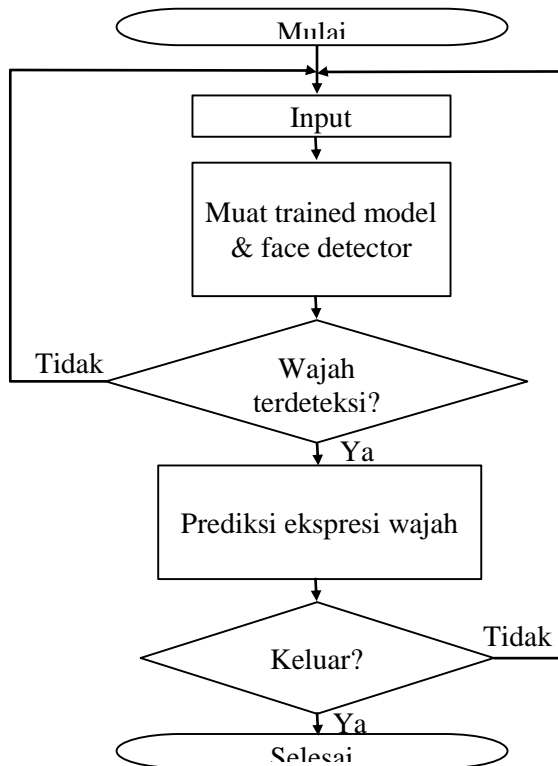 Mulai
Input
Muat trained model
& face detector
Tidak
Wajah
terdeteksi?
Ya
Prediksi ekspresi wajah
Tidak
Keluar?
Ya
Selesai